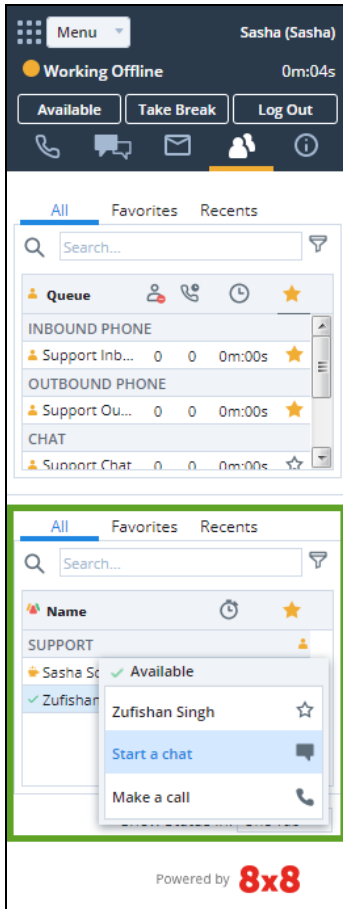 Menu Sasha (Sasha)
Working Offline 0m:04s
Available Take Break Log Out
All Favorites Recents
Search...
Queue
INBOUND PHONE
Support Inb... 0 0 0m:00s
OUTBOUND PHONE
Support Ou... 0 0 0m:00s
CHAT
Support Chat 0 0 0m:00s
All Favorites Recents
Search...
Name
SUPPORT
Sasha Sc
Available
Zufishan
Zufishan Singh
Start a chat
Make a call
Powered by 8x8